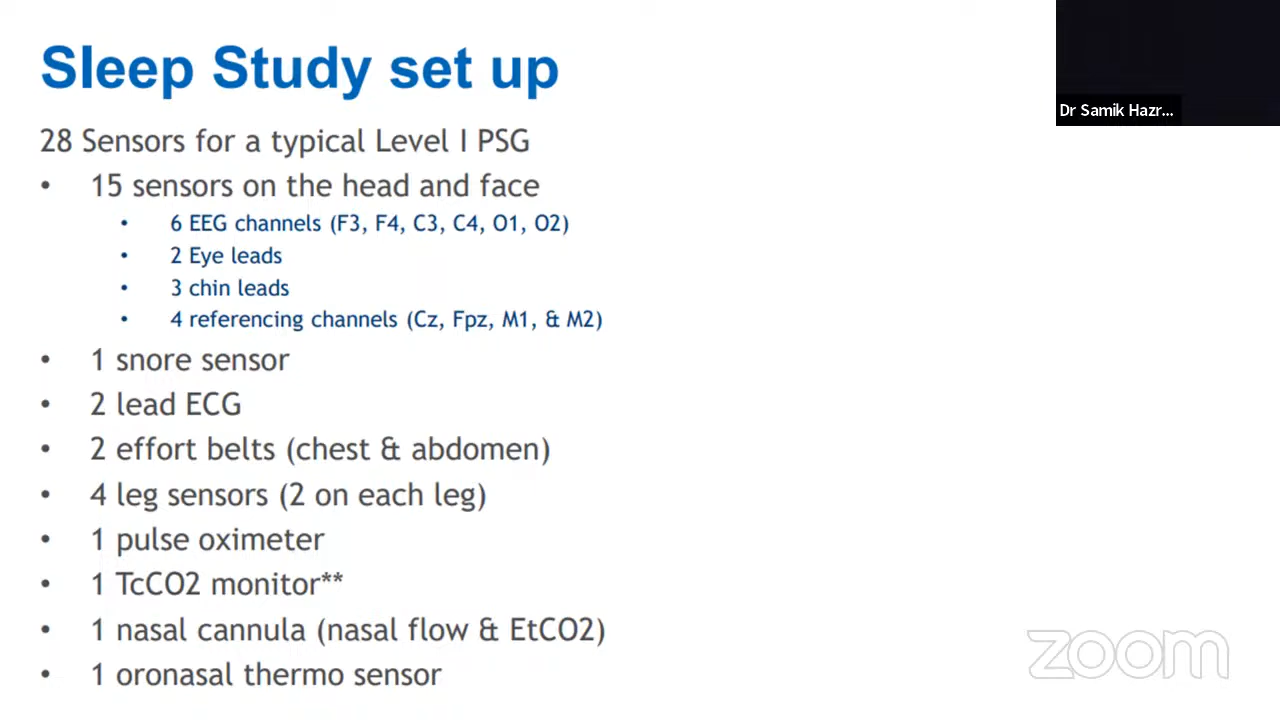 Sleep Study set up
Dr Samik Hazr...
28 Sensors for a typical Level I PSG
• 15 sensors on the head and face
• 6 EEG channels (F3, F4, C3, C4, O1, O2)
• 2 Eye leads
• 3 chin leads
• 4 referencing channels (Cz, Fpz, M1, & M2)
• 1 snore sensor
• 2 lead ECG
• 2 effort belts (chest & abdomen)
• 4 leg sensors (2 on each leg)
• 1 pulse oximeter
• 1 TcCO2 monitor**
• 1 nasal cannula (nasal flow & EtCO2)
• 1 oronasal thermo sensor
zoom